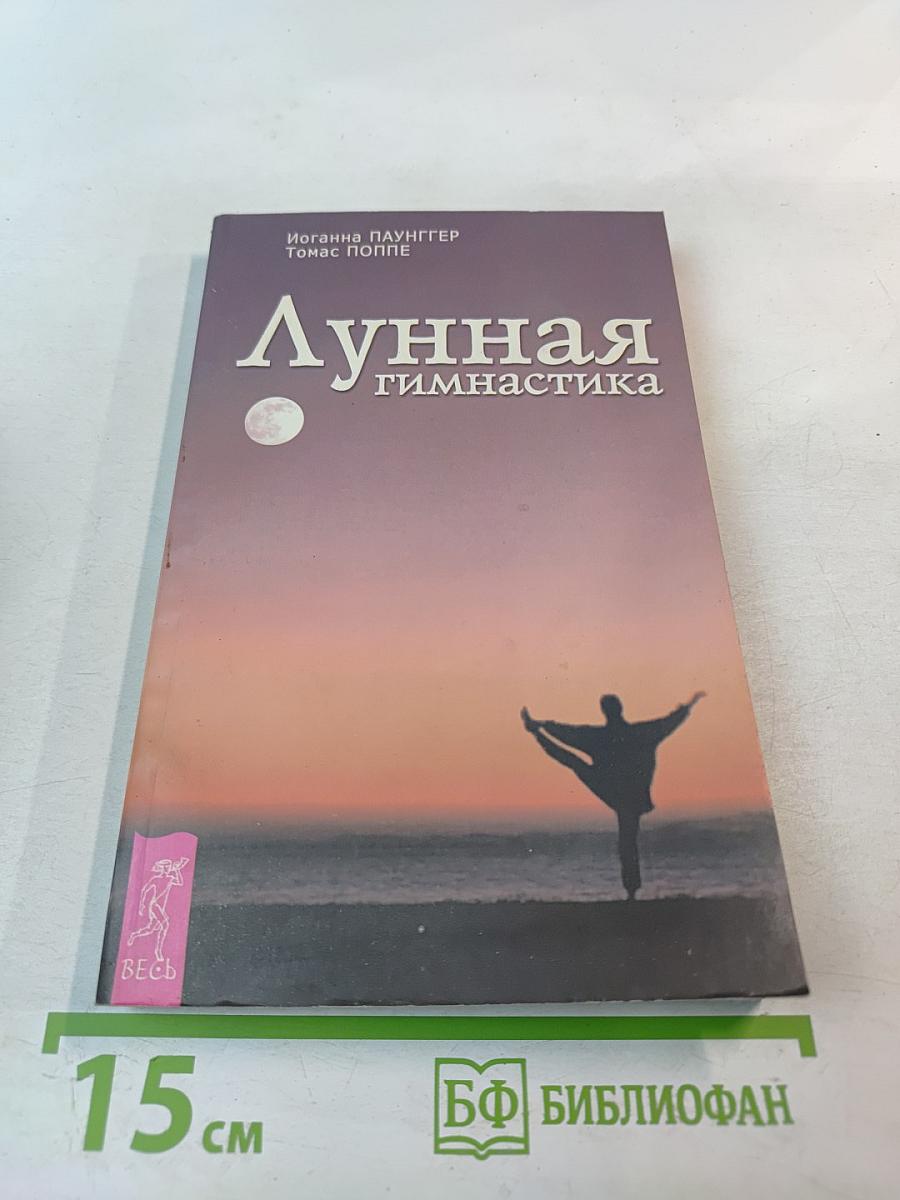 Иоганна ПАУНГГЕР
Томас ПОППЕ
Лунная
гимнастика
ВЕСЬ
15 см
БФ БИБЛИОФАН